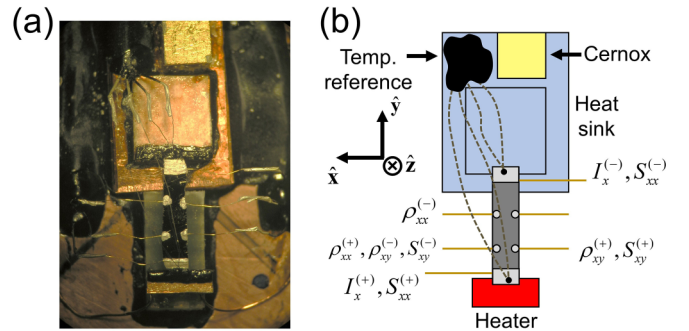 (a)
(b)
Temp.
reference
Cernox
Heat
sink
ŷ
x̂
ẑ
I_x^(-), S_xx^(-)
ρ_xx^(-)
ρ_xx^(+), ρ_xy^(-), S_xy^(-)
ρ_xy^(+), S_xy^(+)
I_x^(+), S_xx^(+)
Heater